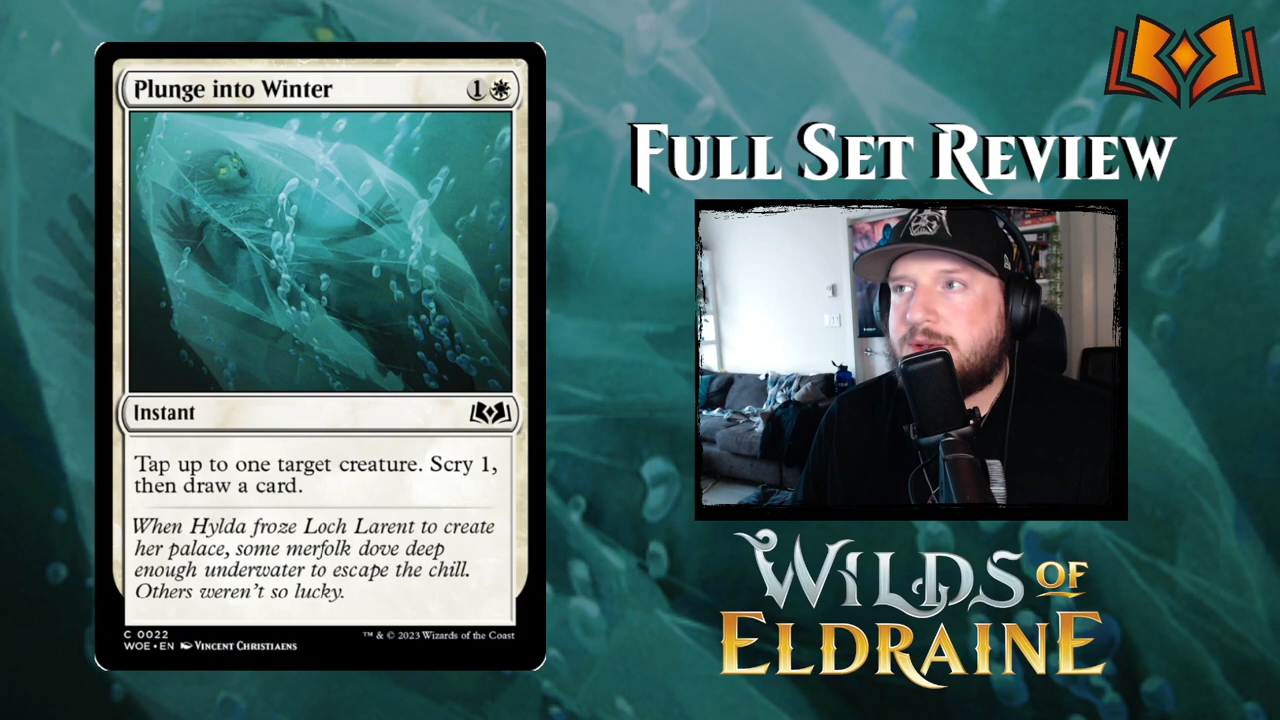 Plunge into Winter
1
Instant
Tap up to one target creature. Scry 1,
then draw a card.
When Hylda froze Loch Larent to create
her palace, some merfolk dove deep
enough underwater to escape the chill.
Others weren't so lucky.
C 0022
WOE • EN VINCENT CHRISTIAENS
™ & © 2023 Wizards of the Coast
FULL SET REVIEW
WILDS OF
ELDRAINE